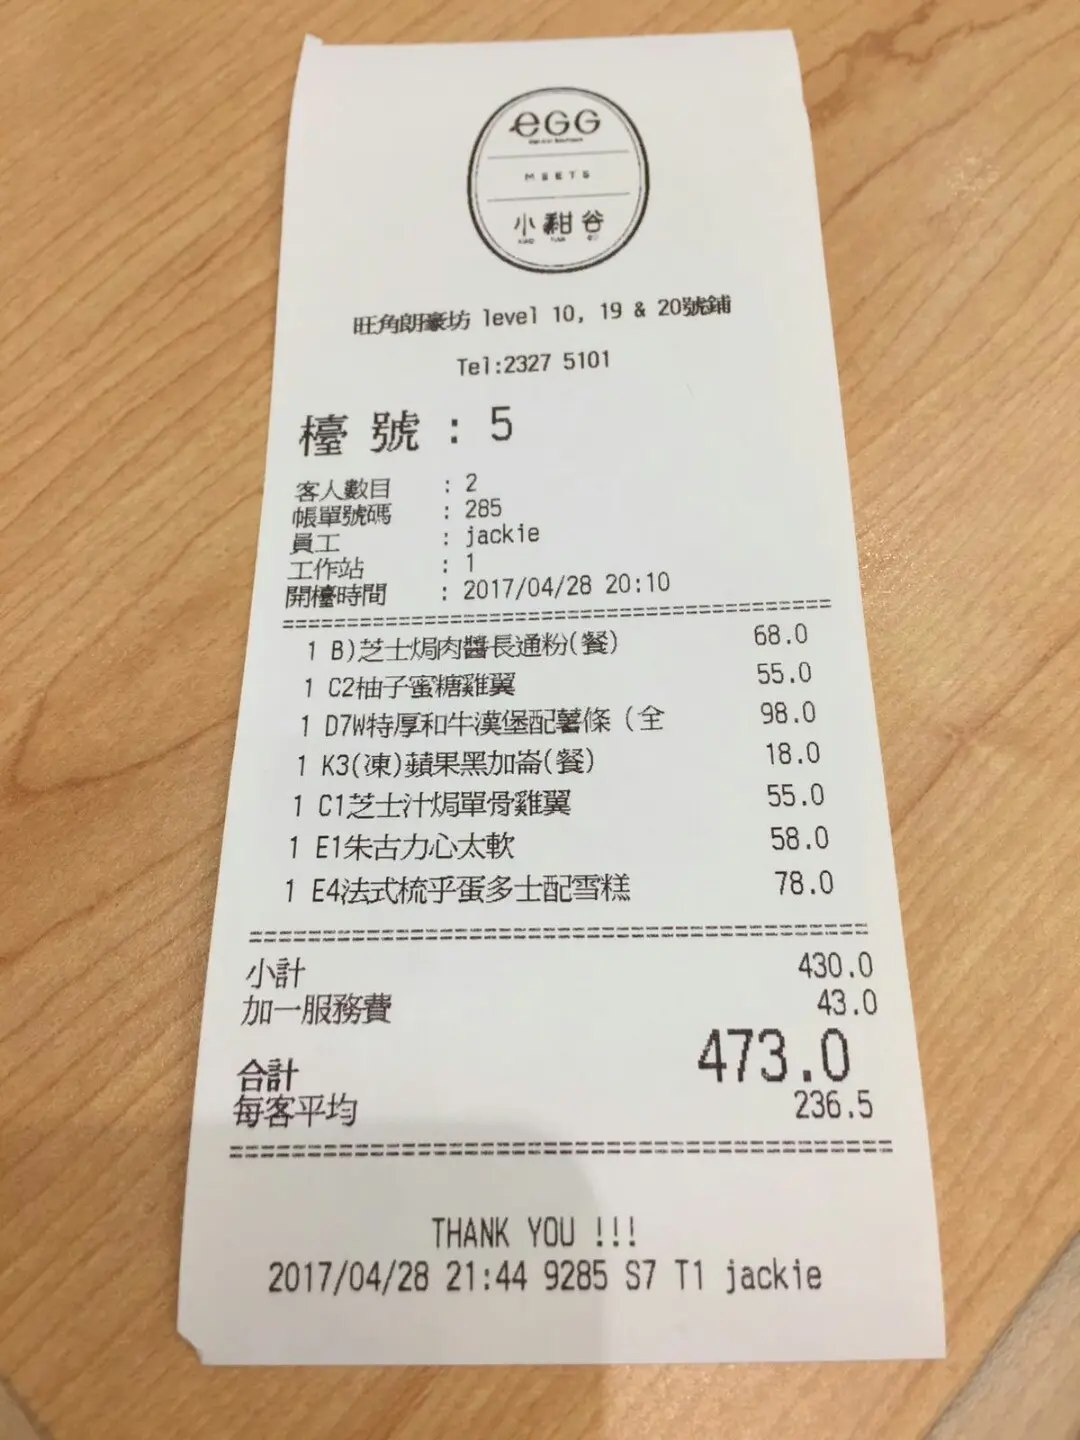 eGG
MEETS
小緄谷
旺角朗豪坊 level 10, 19 & 20號鋪
Tel:2327 5101
檯號 : 5
客人數目 : 2
帳單號碼 : 285
員工 : jackie
工作站 : 1
開檯時間 : 2017/04/28 20:10
1 B)芝士焗肉醬長通粉(餐) 68.0
1 C2柚子蜜糖雞翼 55.0
1 D7W特厚和牛漢堡配薯條（全 98.0
1 K3(凍)蘋果黑加崙(餐) 18.0
1 C1芝士汁焗單骨雞翼 55.0
1 E1朱古力心太軟 58.0
1 E4法式梳乎蛋多士配雪糕 78.0
小計 430.0
加一服務費 43.0
合計 473.0
每客平均 236.5
THANK YOU !!!
2017/04/28 21:44 9285 S7 T1 jackie